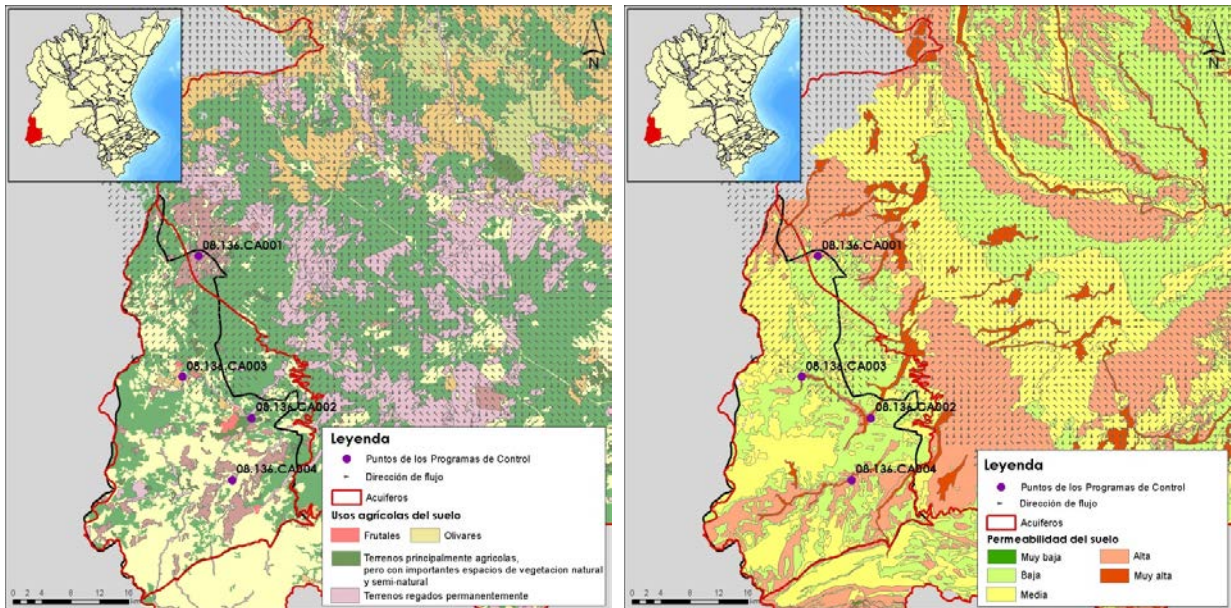 N
08.136.CA001
08.136.CA003
08.136.CA002
08.136.CA004
Leyenda
Puntos de los Programas de Control
Dirección de flujo
Acuiferos
Usos agrícolas del suelo
Frutales
Olivares
Terrenos principalmente agrícolas,
pero con importantes espacios de vegetacion natural
y semi-natural
Terrenos regados permanentemente
0 2 4 8 12 16
N
08.136.CA001
08.136.CA003
08.136.CA002
08.136.CA004
Leyenda
Puntos de los Programas de Control
Dirección de flujo
Acuiferos
Permeabilidad del suelo
Muy baja
Alta
Baja
Muy alta
Media
0 2 4 8 12 16